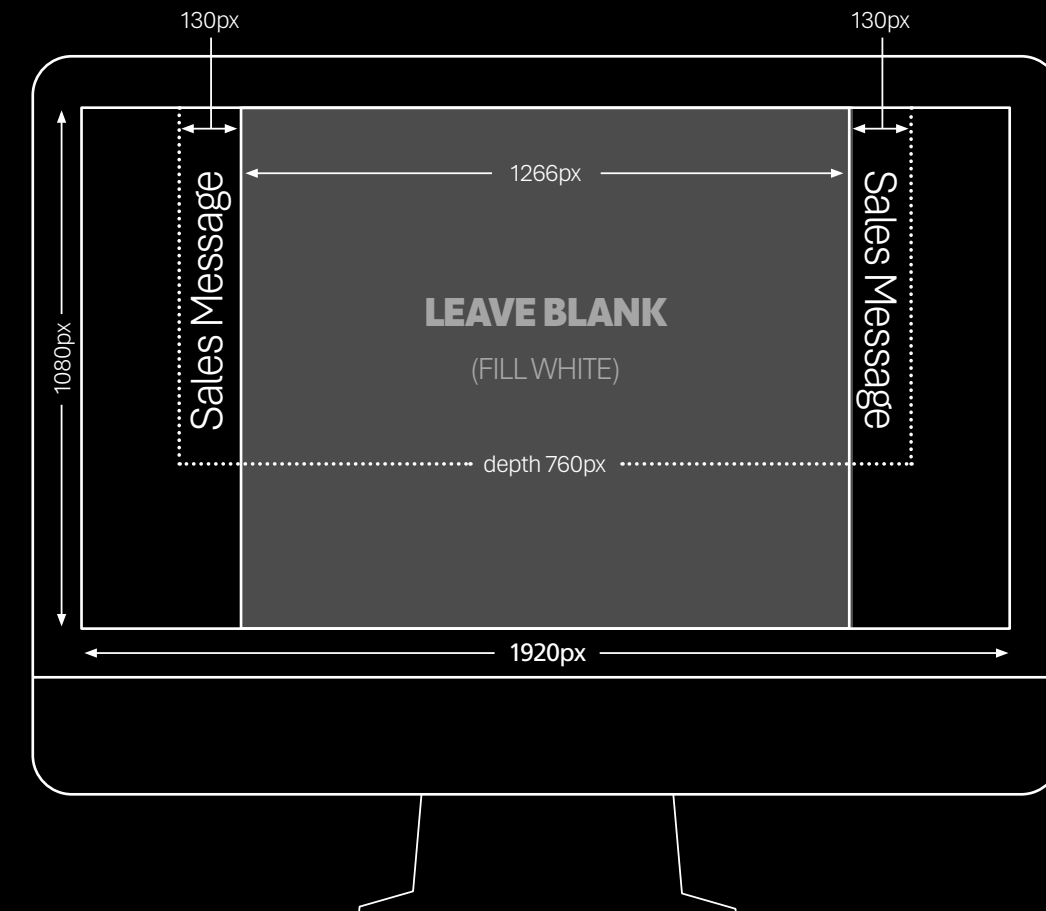 130px
130px
1266px
Sales Message
Sales Message
LEAVE BLANK
(FILL WHITE)
1080px
depth 760px
1920px